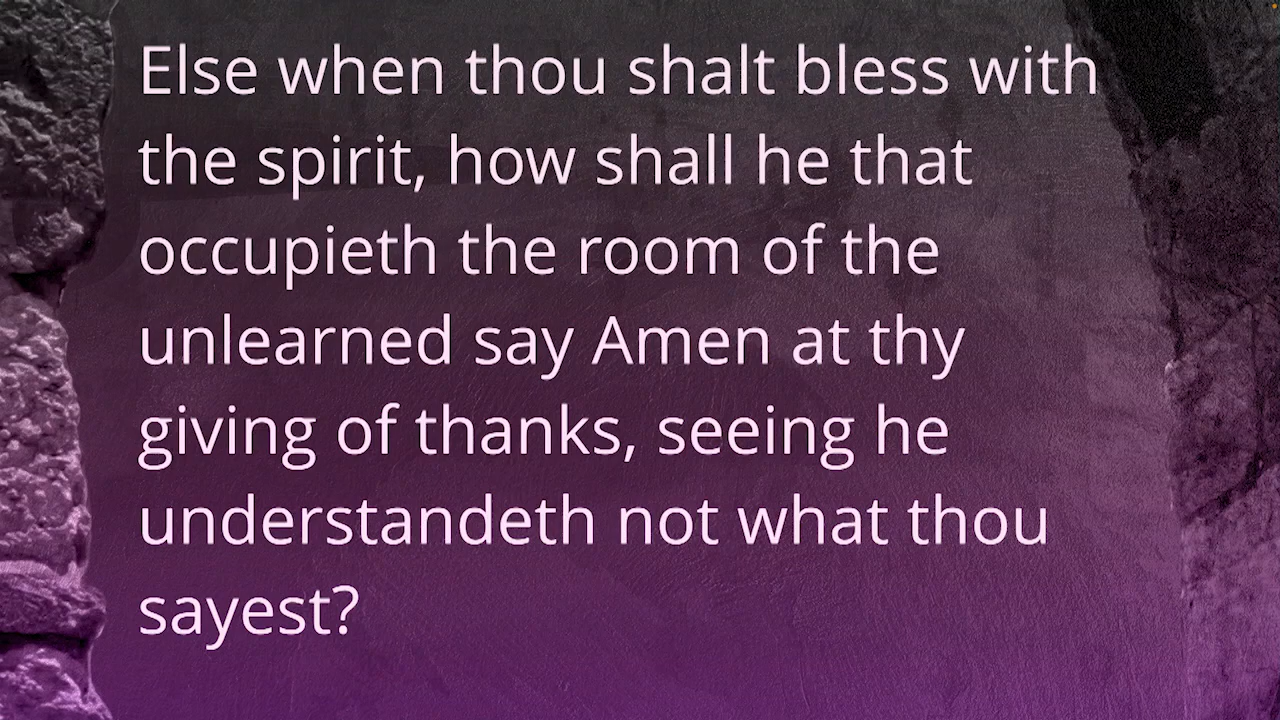 Else when thou shalt bless with
the spirit, how shall he that
occupieth the room of the
unlearned say Amen at thy
giving of thanks, seeing he
understandeth not what thou
sayest?